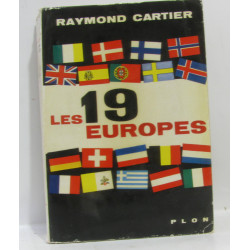 RAYMOND CARTIER
LES 19
EUROPES
PLON